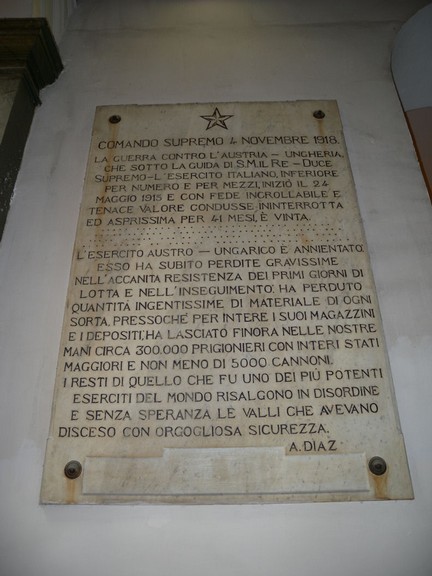 COMANDO SUPREMO 4 NOVEMBRE 1918.
LA GUERRA CONTRO L'AUSTRIA – UNGHERIA,
CHE SOTTO LA GUIDA DI S.M. IL RE – DUCE
SUPREMO – L'ESERCITO ITALIANO, INFERIORE
PER NUMERO E PER MEZZI, INIZIÒ IL 24
MAGGIO 1915 E CON FEDE INCROLLABILE E
TENACE VALORE CONDUSSE ININTERROTTA
ED ASPRISSIMA PER 41 MESI, È VINTA.
L'ESERCITO AUSTRO – UNGARICO È ANNIENTATO:
ESSO HA SUBITO PERDITE GRAVISSIME
NELL'ACCANITA RESISTENZA DEI PRIMI GIORNI DI
LOTTA E NELL'INSEGUIMENTO: HA PERDUTO
QUANTITÀ INGENTISSIME DI MATERIALE DI OGNI
SORTA, PRESSOCHÈ PER INTERE I SUOI MAGAZZINI
E I DEPOSITI; HA LASCIATO FINORA NELLE NOSTRE
MANI CIRCA 300.000 PRIGIONIERI CON INTERI STATI
MAGGIORI E NON MENO DI 5000 CANNONI.
I RESTI DI QUELLO CHE FU UNO DEI PIÙ POTENTI
ESERCITI DEL MONDO RISALGONO IN DISORDINE
E SENZA SPERANZA LE VALLI CHE AVEVANO
DISCESO CON ORGOGLIOSA SICUREZZA.
A. DIAZ